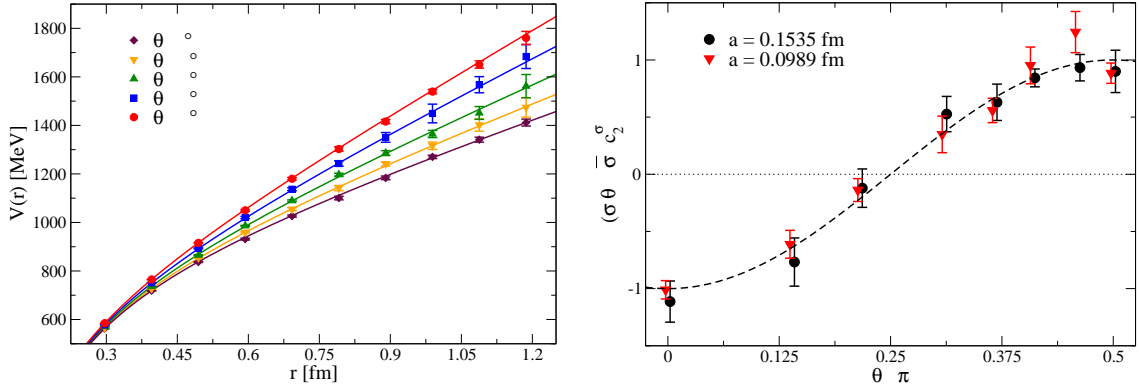 1800
1600
1400
1200
1000
800
600
V(r) [MeV]
θ °
θ °
θ °
θ °
θ °
0.3 0.45 0.6 0.75 0.9 1.05 1.2
r [fm]
a = 0.1535 fm
a = 0.0989 fm
1
0
-1
(σ θ σ̅ c₂^σ
0 0.125 0.25 0.375 0.5
θ π